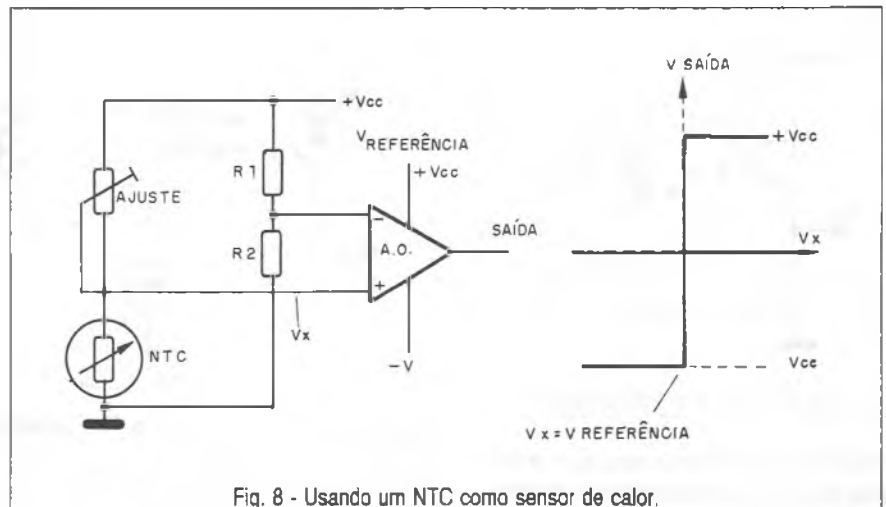 +Vcc
V REFERÊNCIA
+Vcc
AJUSTE
R1
R2
−
A.O.
+
SAÍDA
Vx
NTC
−V
V SAÍDA
+Vcc
Vx
Vcc
Vx = V REFERÊNCIA
Fig. 8 - Usando um NTC como sensor de calor.